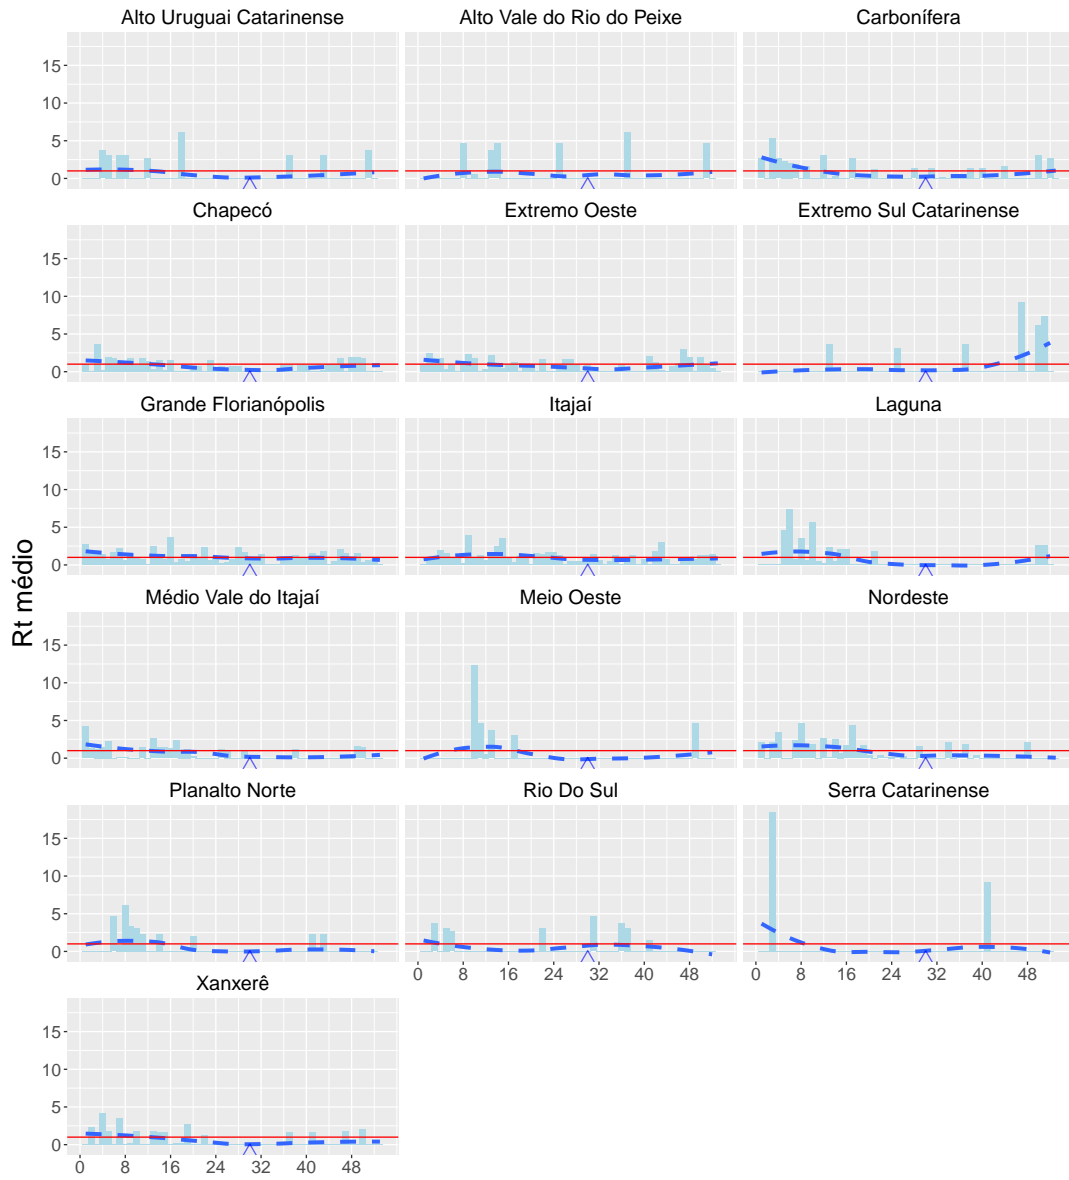 Alto Uruguai Catarinense Alto Vale do Rio do Peixe Carbonífera
15
10
5
0
Chapecó Extremo Oeste Extremo Sul Catarinense
15
10
5
0
Grande Florianópolis Itajaí Laguna
15
10
5
0
Rt médio
Médio Vale do Itajaí Meio Oeste Nordeste
15
10
5
0
Planalto Norte Rio Do Sul Serra Catarinense
15
10
5
0
0 8 16 24 32 40 48 0 8 16 24 32 40 48
Xanxerê
15
10
5
0
0 8 16 24 32 40 48